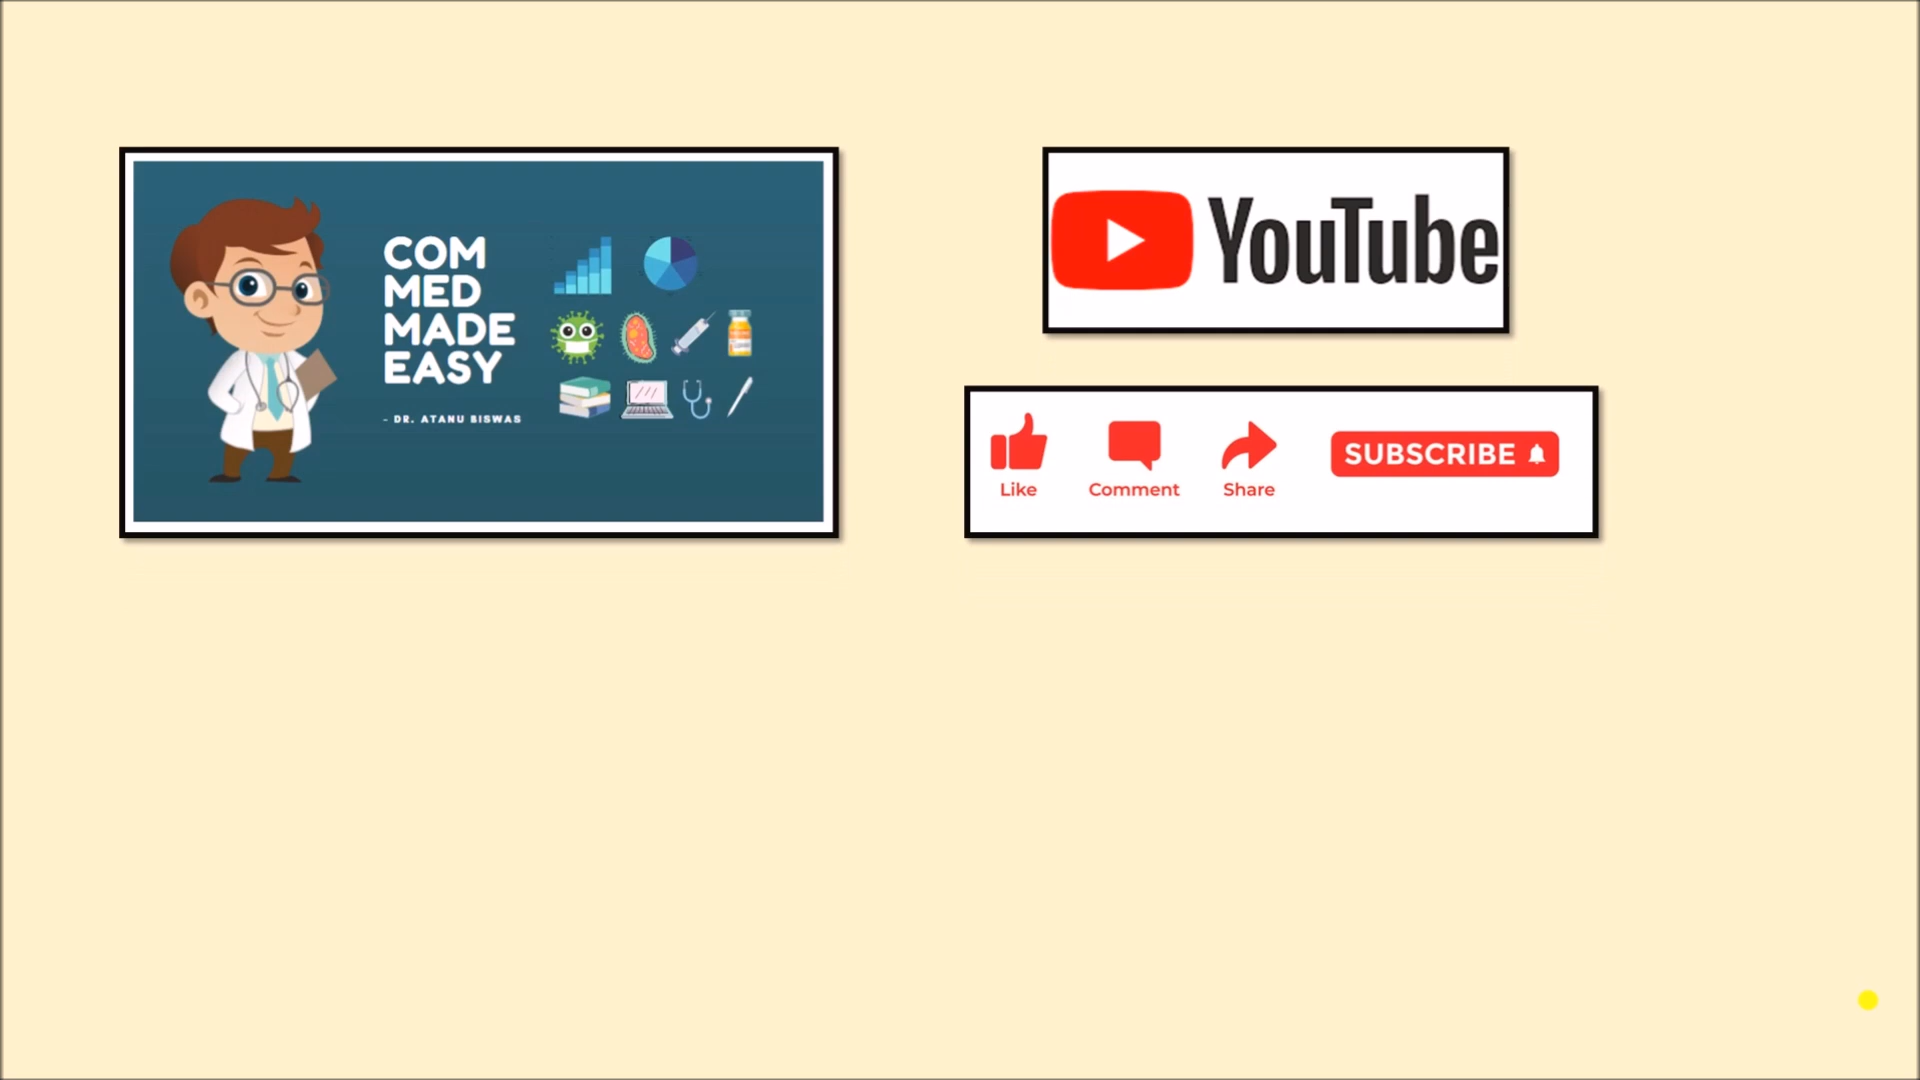 COM
MED
MADE
EASY
- DR. ATANU BISWAS
YouTube
Like
Comment
Share
SUBSCRIBE